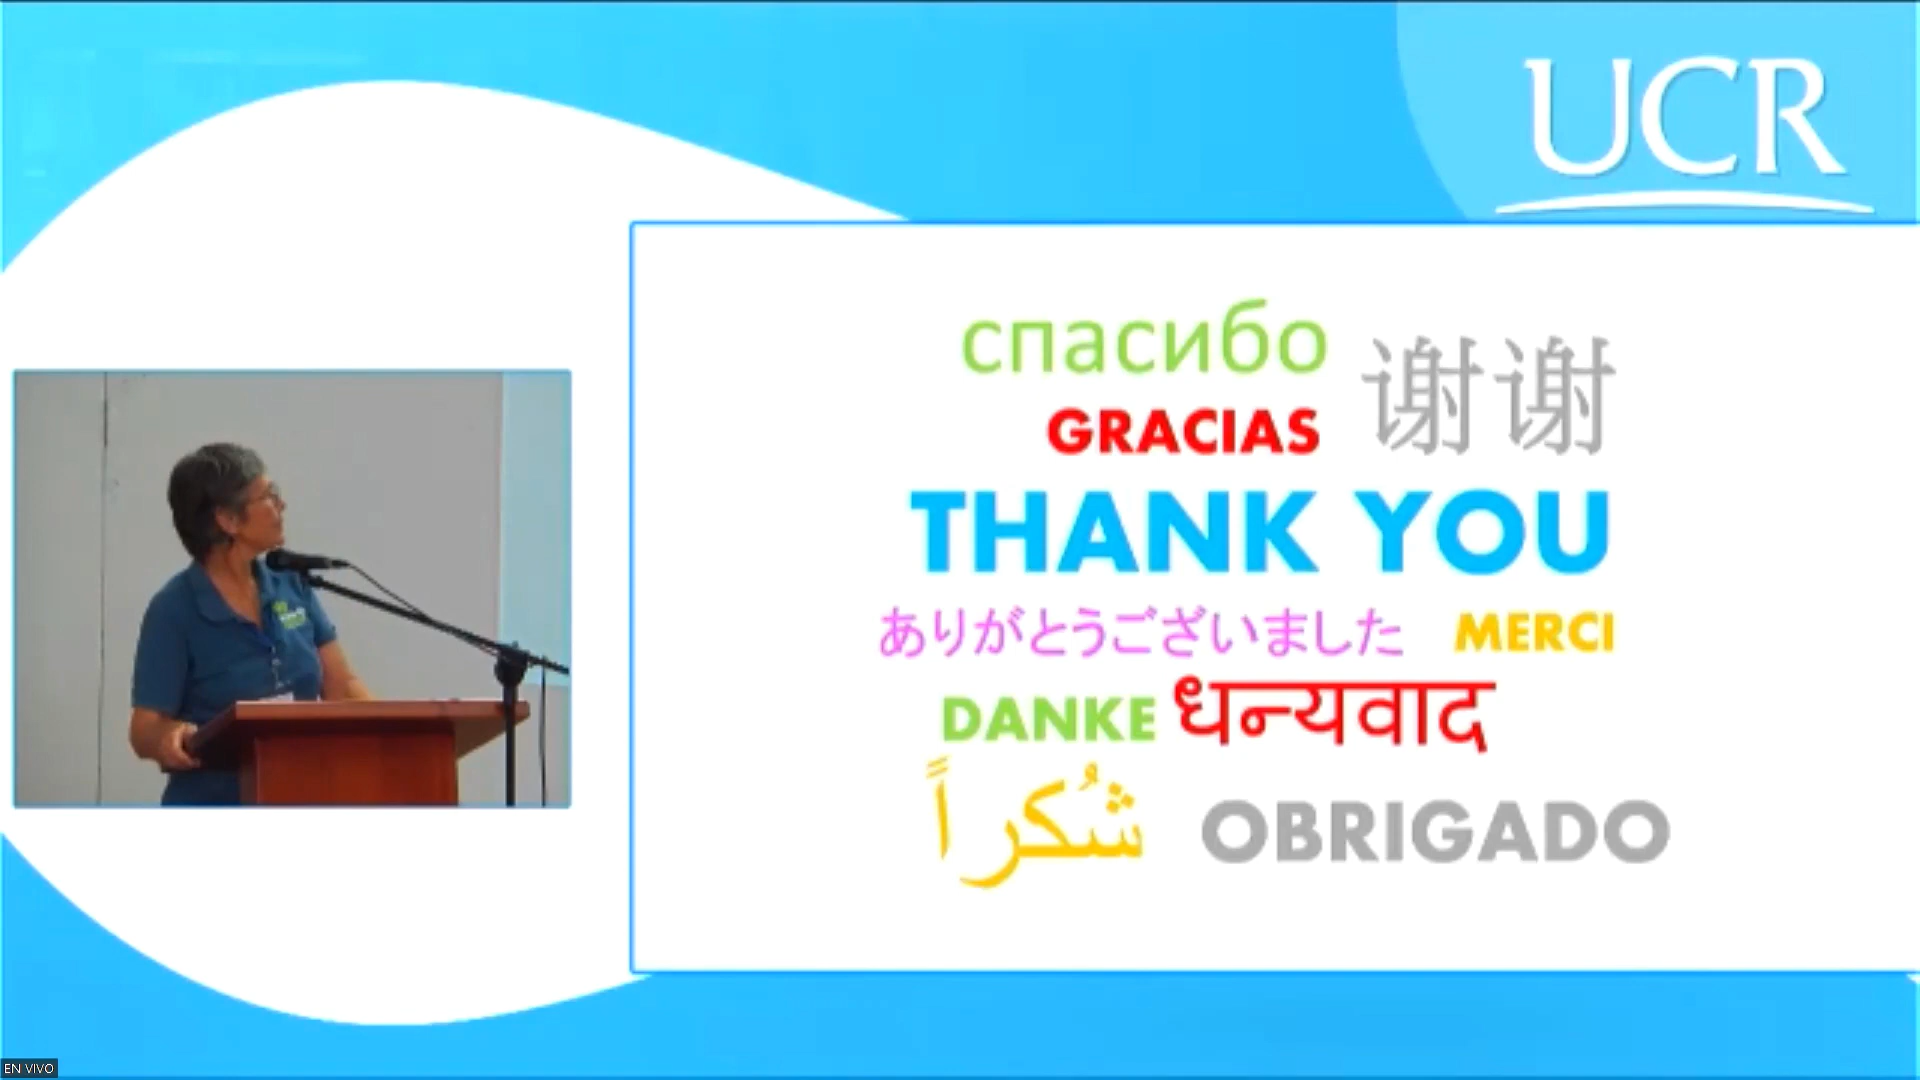 UCR
спасибо 谢谢
GRACIAS
THANK YOU
ありがとうございました MERCI
DANKE धन्यवाद
شُكراً OBRIGADO
EN VIVO